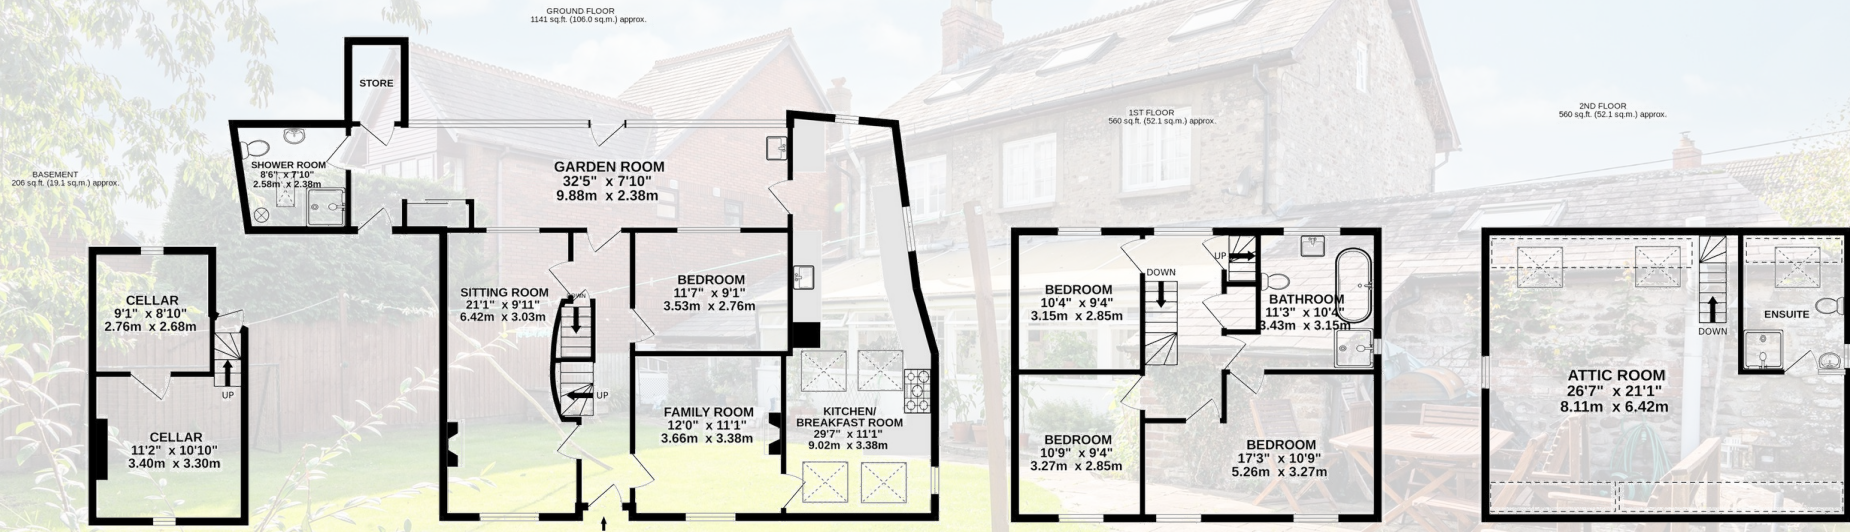 GROUND FLOOR
1141 sq.ft. (106.0 sq.m.) approx.
STORE
SHOWER ROOM
8'6" x 7'10"
2.58m x 2.38m
GARDEN ROOM
32'5" x 7'10"
9.88m x 2.38m
SITTING ROOM
21'1" x 9'11"
6.42m x 3.03m
DOWN
UP
BEDROOM
11'7" x 9'1"
3.53m x 2.76m
FAMILY ROOM
12'0" x 11'1"
3.66m x 3.38m
KITCHEN/
BREAKFAST ROOM
29'7" x 11'1"
9.02m x 3.38m
BASEMENT
206 sq.ft. (19.1 sq.m.) approx.
CELLAR
9'1" x 8'10"
2.76m x 2.68m
UP
CELLAR
11'2" x 10'10"
3.40m x 3.30m
1ST FLOOR
560 sq.ft. (52.1 sq.m.) approx.
BEDROOM
10'4" x 9'4"
3.15m x 2.85m
DOWN
UP
BATHROOM
11'3" x 10'4"
3.43m x 3.15m
BEDROOM
10'9" x 9'4"
3.27m x 2.85m
BEDROOM
17'3" x 10'9"
5.26m x 3.27m
2ND FLOOR
560 sq.ft. (52.1 sq.m.) approx.
ENSUITE
DOWN
ATTIC ROOM
26'7" x 21'1"
8.11m x 6.42m